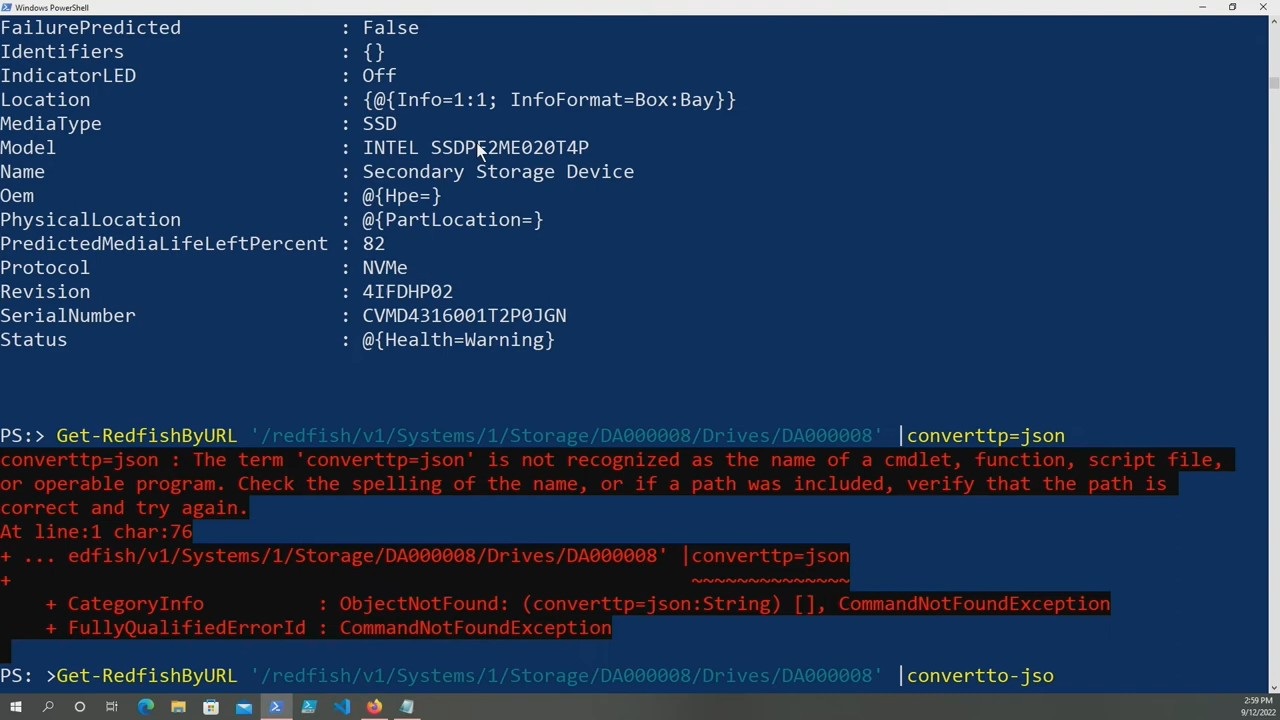 Windows PowerShell
FailurePredicted : False
Identifiers : {}
IndicatorLED : Off
Location : {@{Info=1:1; InfoFormat=Box:Bay}}
MediaType : SSD
Model : INTEL SSDPE2ME020T4P
Name : Secondary Storage Device
Oem : @{Hpe=}
PhysicalLocation : @{PartLocation=}
PredictedMediaLifeLeftPercent : 82
Protocol : NVMe
Revision : 4IFDHP02
SerialNumber : CVMD4316001T2P0JGN
Status : @{Health=Warning}
PS:> Get-RedfishByURL '/redfish/v1/Systems/1/Storage/DA000008/Drives/DA000008' |converttp=json
converttp=json : The term 'converttp=json' is not recognized as the name of a cmdlet, function, script file,
or operable program. Check the spelling of the name, or if a path was included, verify that the path is
correct and try again.
At line:1 char:76
+ ... edfish/v1/Systems/1/Storage/DA000008/Drives/DA000008' |converttp=json
+ ~~~~~~~~~~~~~~
+ CategoryInfo : ObjectNotFound: (converttp=json:String) [], CommandNotFoundException
+ FullyQualifiedErrorId : CommandNotFoundException
PS: >Get-RedfishByURL '/redfish/v1/Systems/1/Storage/DA000008/Drives/DA000008' |convertto-jso
2:59 PM
9/12/2022